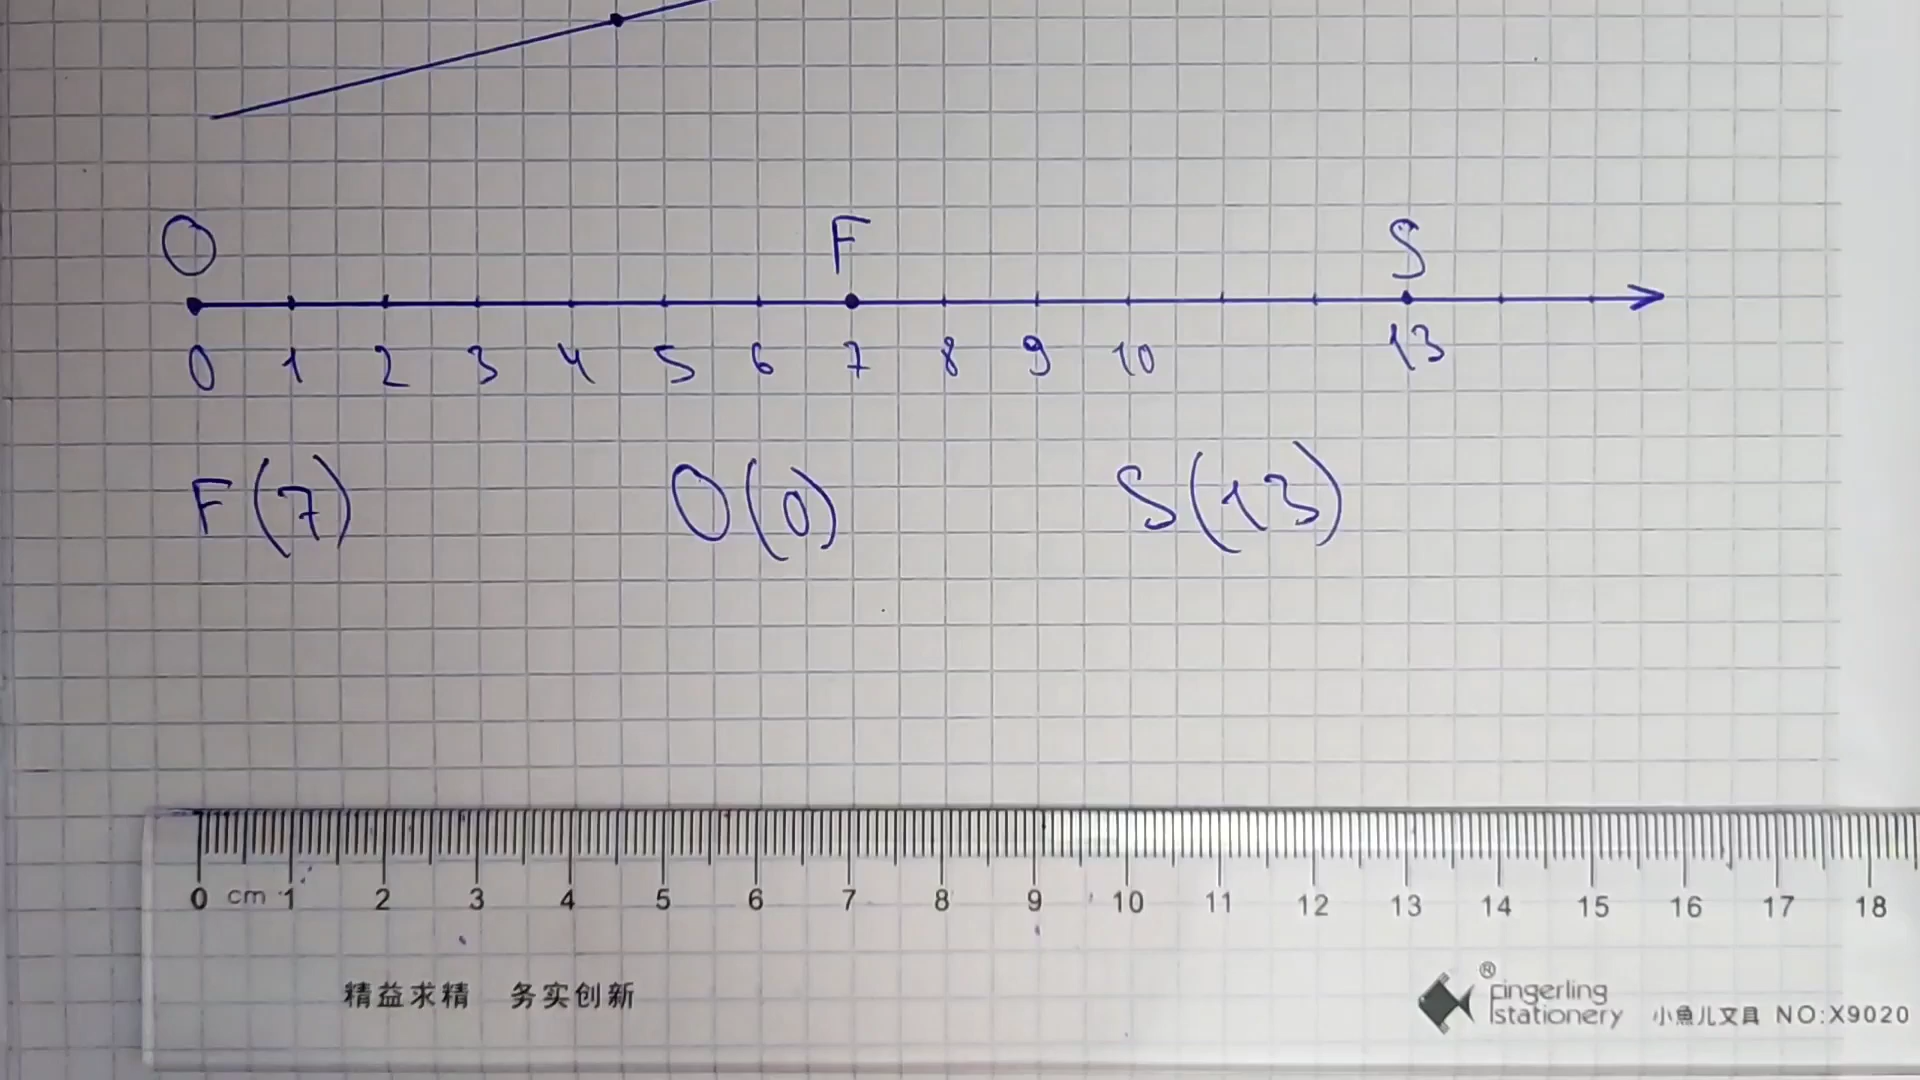 O F S
0 1 2 3 4 5 6 7 8 9 10 13
F(7) O(0) S(13)
0 cm 1 2 3 4 5 6 7 8 9 10 11 12 13 14 15 16 17 18
精益求精 务实创新
® Fingerling
stationery 小魚儿文具 NO:X9020